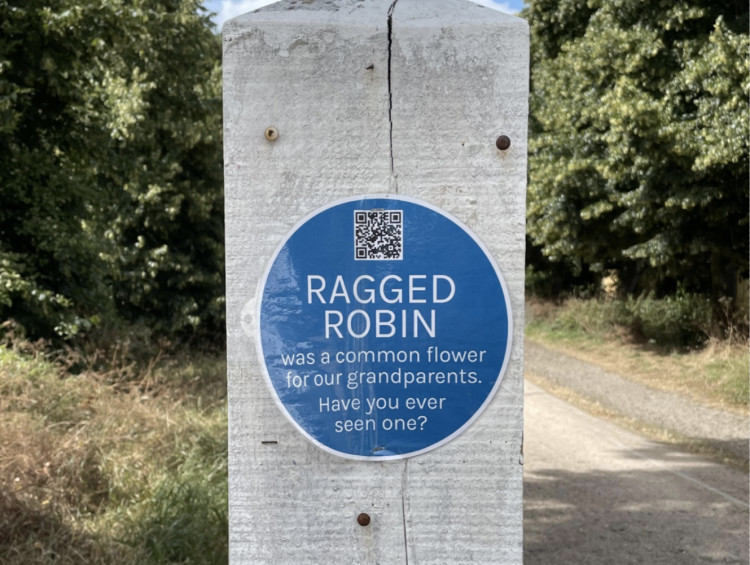 RAGGED
ROBIN
was a common flower
for our grandparents.
Have you ever
seen one?